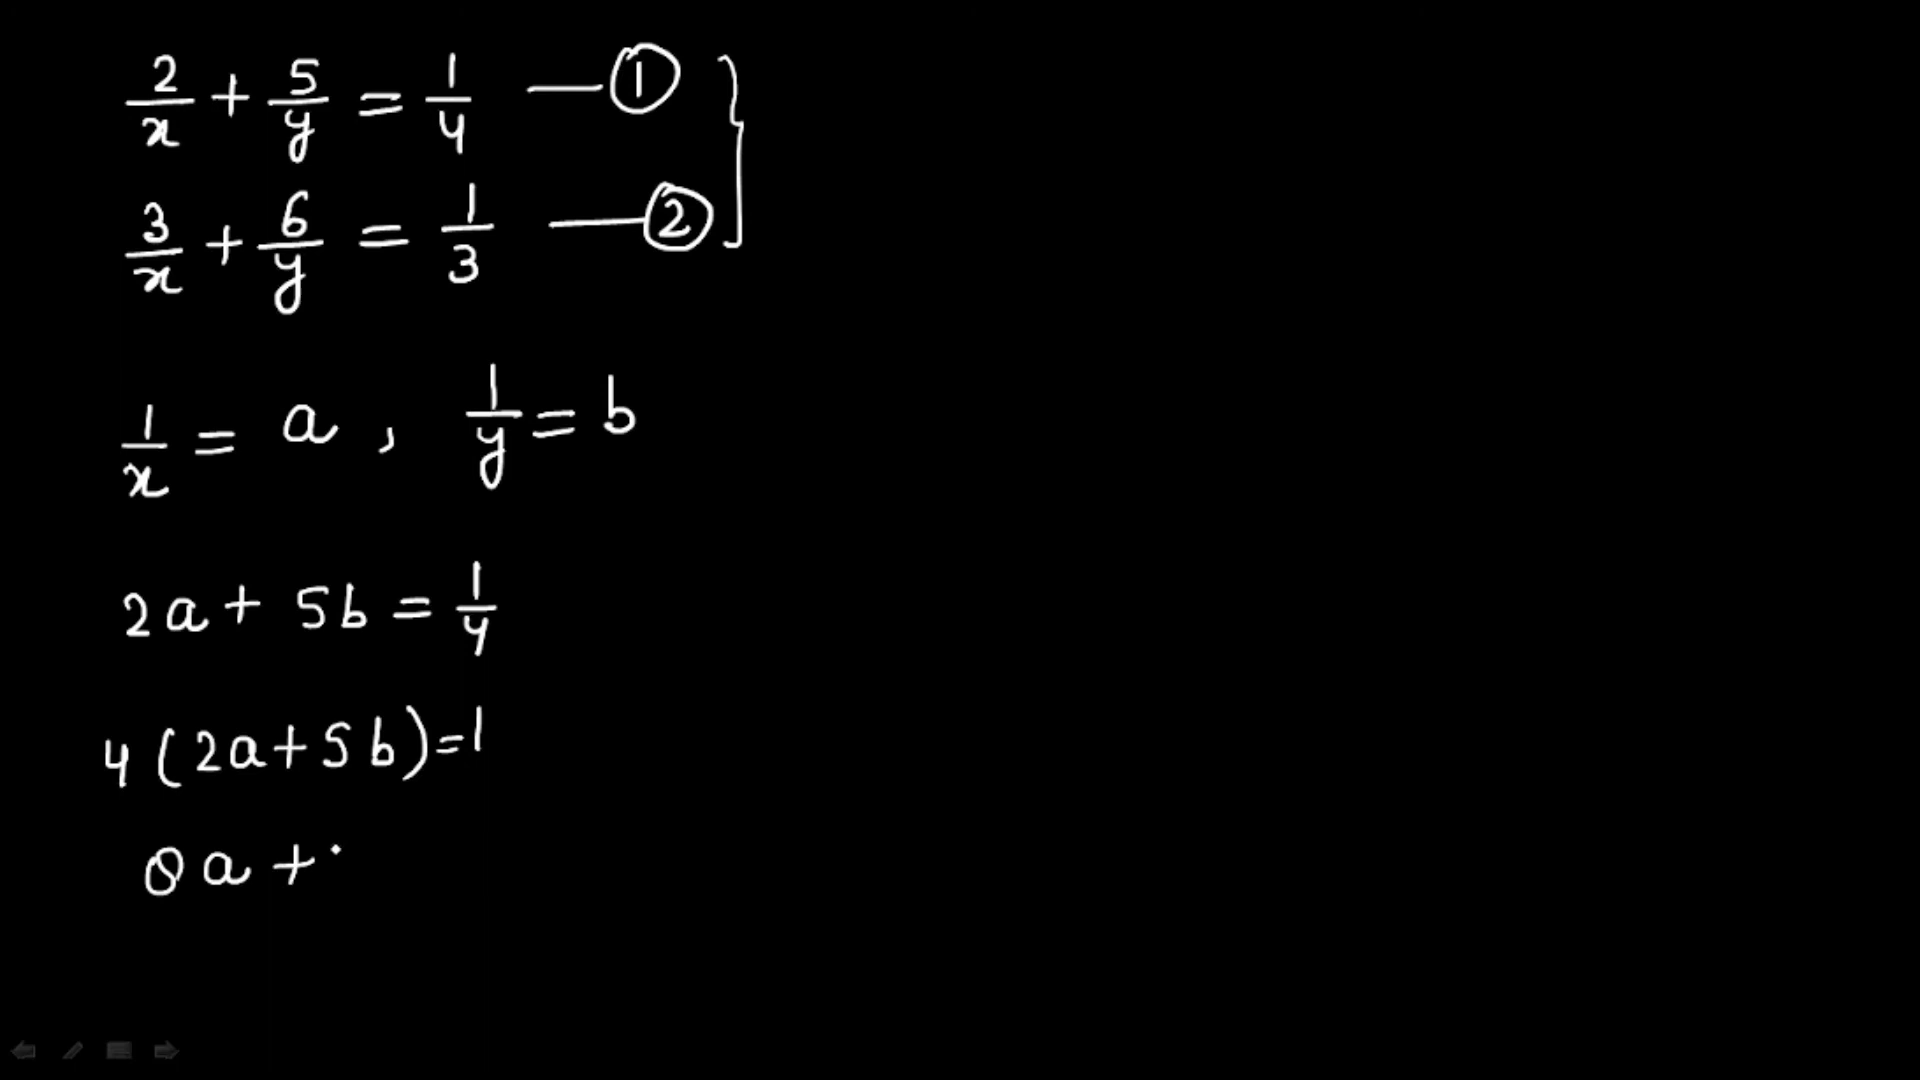 2/x + 5/y = 1/4 — ①
3/x + 6/y = 1/3 — ②
1/x = a , 1/y = b
2a + 5b = 1/4
4(2a+5b)=1
8a +